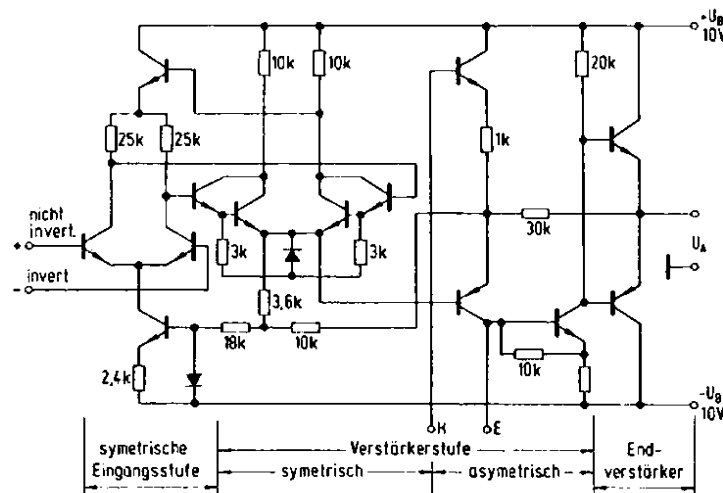 +U_B
10V
10k
10k
20k
25k
25k
1k
nicht
invert.
+
3k
3k
30k
U_A
−
invert
3,6k
18k
10k
10k
2,4k
−U_B
10V
K
E
symetrische
Eingangsstufe
Verstärkerstufe
symetrisch
asymetrisch
End-
verstärker